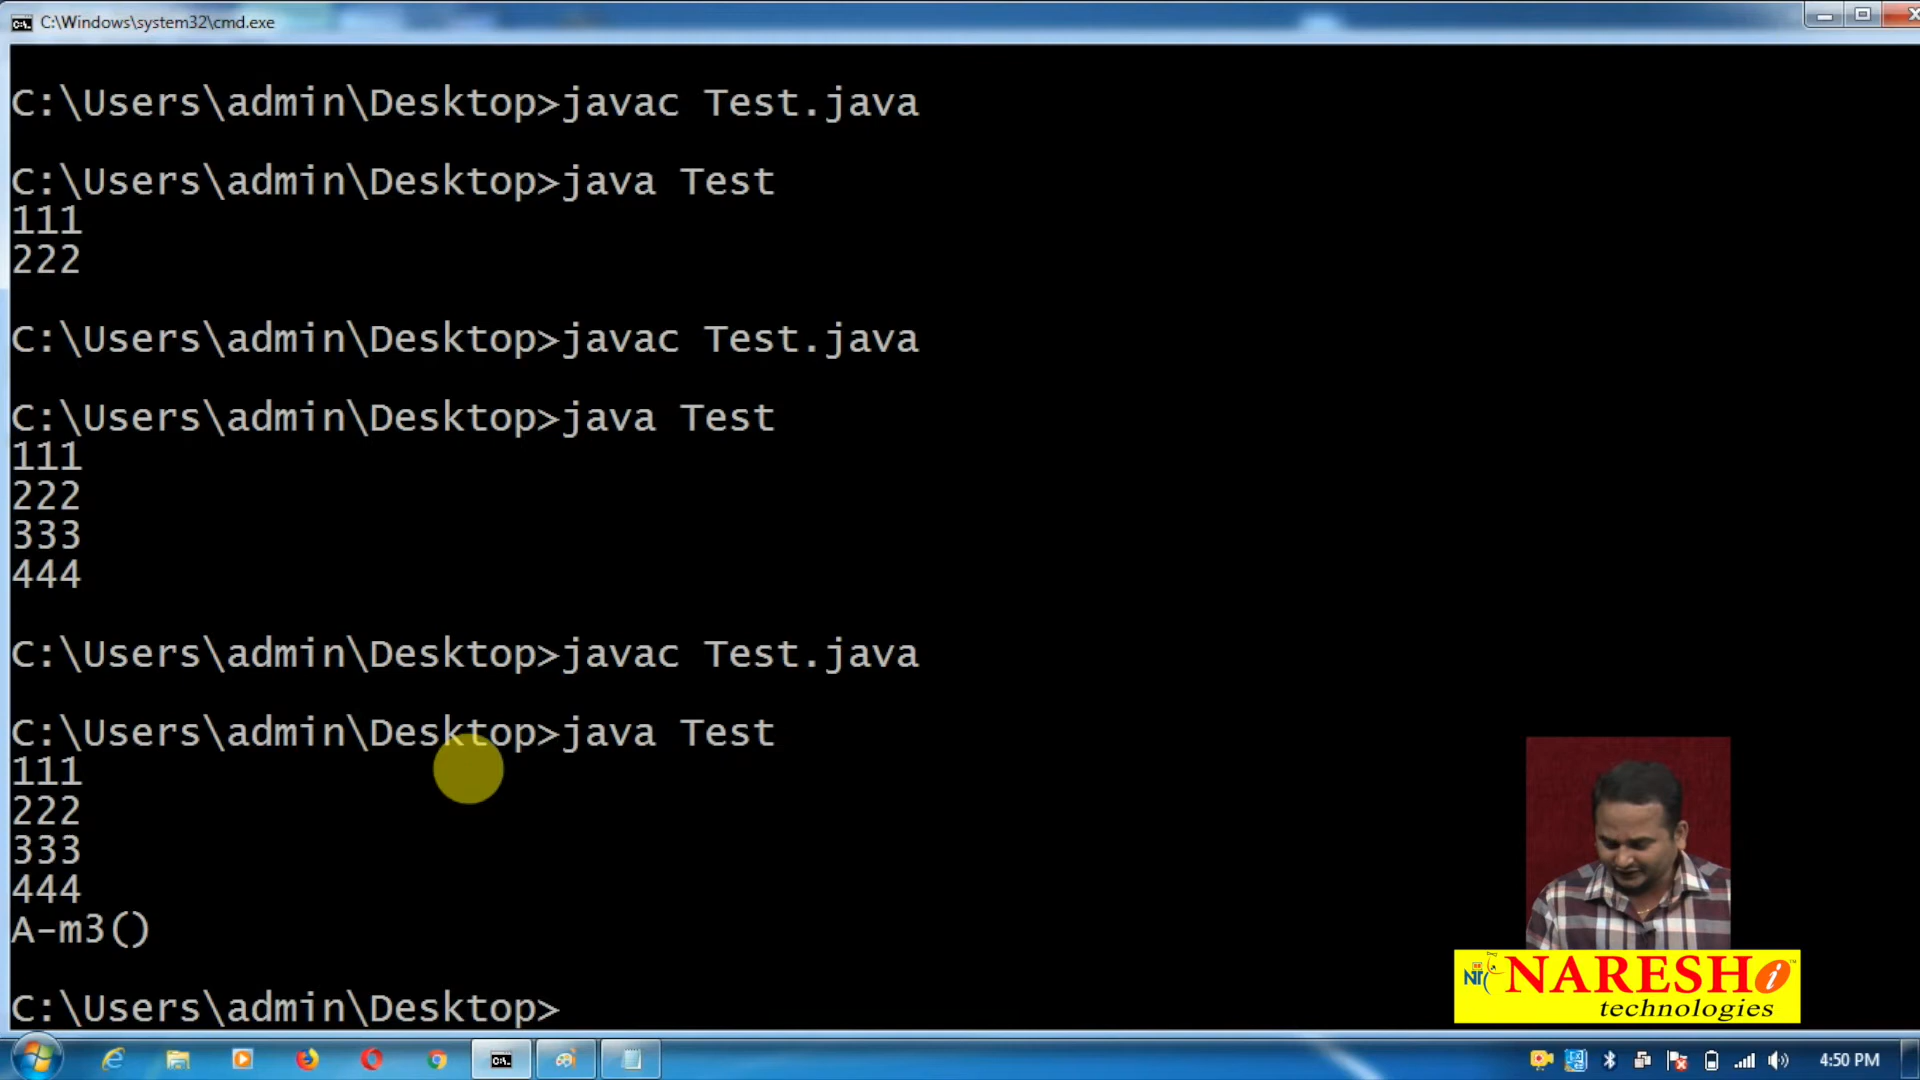 C:\Windows\system32\cmd.exe
C:\Users\admin\Desktop>javac Test.java
C:\Users\admin\Desktop>java Test
111
222
C:\Users\admin\Desktop>javac Test.java
C:\Users\admin\Desktop>java Test
111
222
333
444
C:\Users\admin\Desktop>javac Test.java
C:\Users\admin\Desktop>java Test
111
222
333
444
A-m3()
C:\Users\admin\Desktop>
NARESH i
technologies
4:50 PM